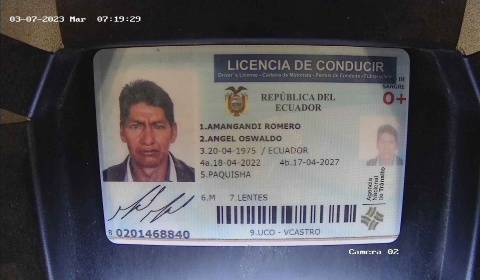 03-07-2023 Mar 07:19:29
LICENCIA DE CONDUCIR
Driver's License - Carteira de Motorista - Permis de Conduire -
SANGRE
O+
REPÚBLICA DEL
ECUADOR
1.AMANGANDI ROMERO
2.ANGEL OSWALDO
3.20-04-1975 / ECUADOR
4a.18-04-2022 4b.17-04-2027
5.PAQUISHA
6.M 7.LENTES
Agencia
Nacional
de Tránsito
8 0201468840
9.UCO - VCASTRO
Camera 02